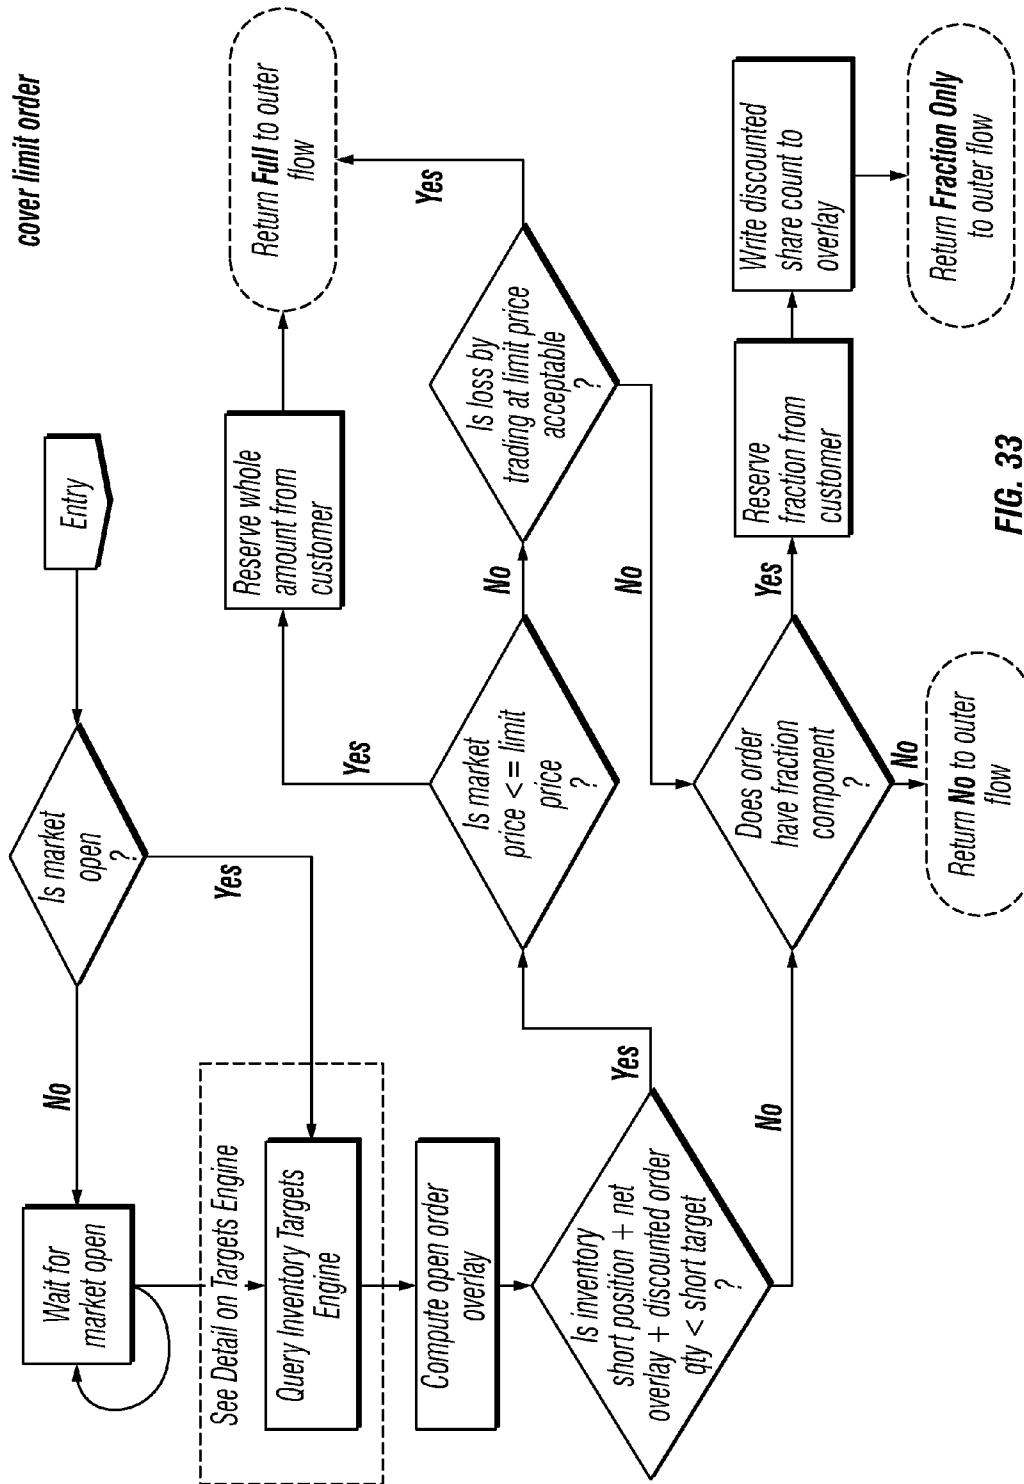 cover limit order
Entry
Is market
open
?
No
Yes
Wait for
market open
See Detail on Targets Engine
Query Inventory Targets
Engine
Compute open order
overlay
Is inventory
short position + net
overlay + discounted order
qty < short target
?
Yes
No
Is market
price < = limit
price
?
Yes
No
Reserve whole
amount from
customer
Return Full to outer
flow
Is loss by
trading at limit price
acceptable
?
Yes
No
Does order
have fraction
component
?
Yes
No
Reserve
fraction from
customer
Write discounted
share count to
overlay
Return Fraction Only
to outer flow
Return No to outer
flow
FIG. 33